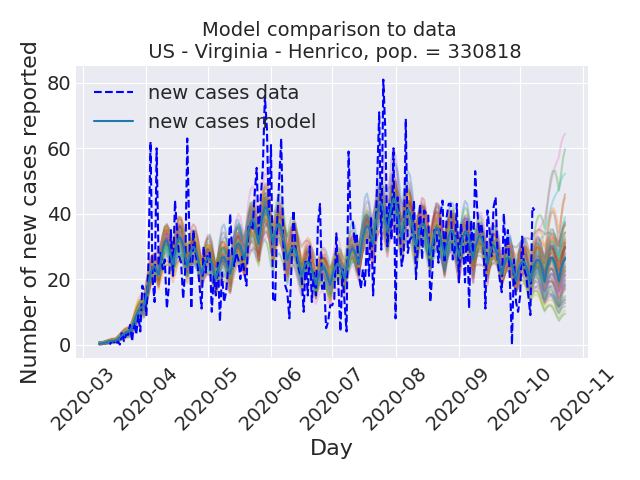 Model comparison to data
US - Virginia - Henrico, pop. = 330818
new cases data
new cases model
Number of new cases reported
80
60
40
20
0
2020-03
2020-04
2020-05
2020-06
2020-07
2020-08
2020-09
2020-10
2020-11
Day